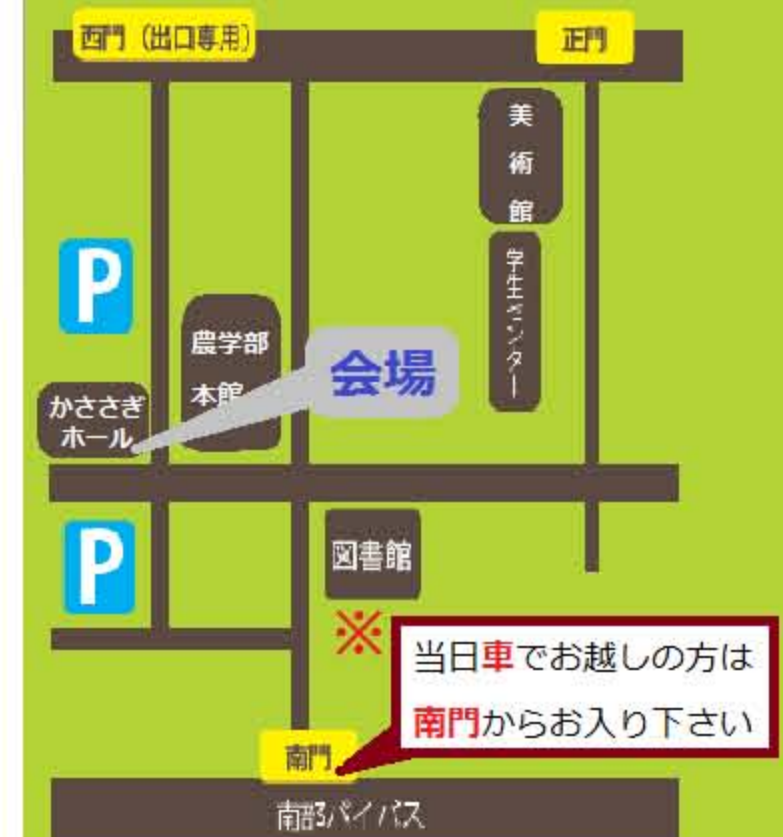 西門（出口専用）
正門
美
術
館
学生センター
P
農学部
本館
会場
かささぎ
ホール
P
図書館
※
当日車でお越しの方は
南門からお入り下さい
南門
南部バイパス